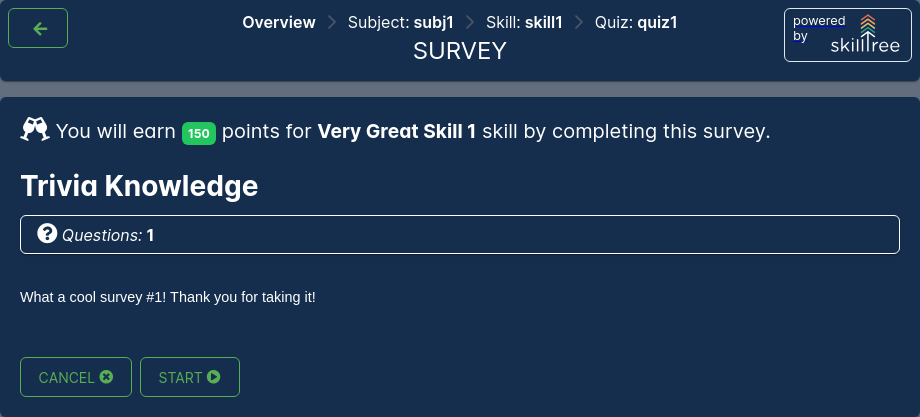 Overview > Subject: subj1 > Skill: skill1 > Quiz: quiz1
SURVEY
powered
by
skilltree
You will earn 150 points for Very Great Skill 1 skill by completing this survey.
Trivia Knowledge
Questions: 1
What a cool survey #1! Thank you for taking it!
CANCEL START